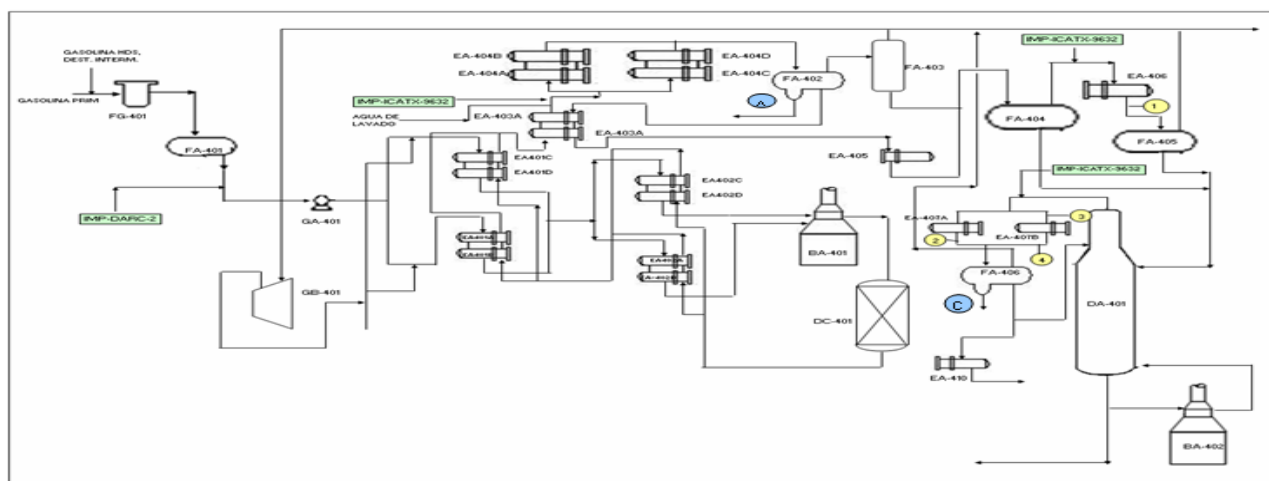 GASOLINA HDS,
DEST. INTERM.
GASOLINA PRIM
FG-401
FA-401
IMP-DARC-2
GA-401
GB-401
EA-404B
EA-404A
EA-404D
EA-404C
IMP-ICATX-9632
AGUA DE
LAVADO
EA-403A
EA-403A
FA-402
A
FA-403
EA401C
EA401D
EA402C
EA402D
EA-405
BA-401
DC-401
IMP-ICATX-9632
EA-406
1
FA-404
FA-405
IMP-ICATX-9632
EA-407A
EA-407B
2
3
4
FA-406
C
EA-410
DA-401
BA-402